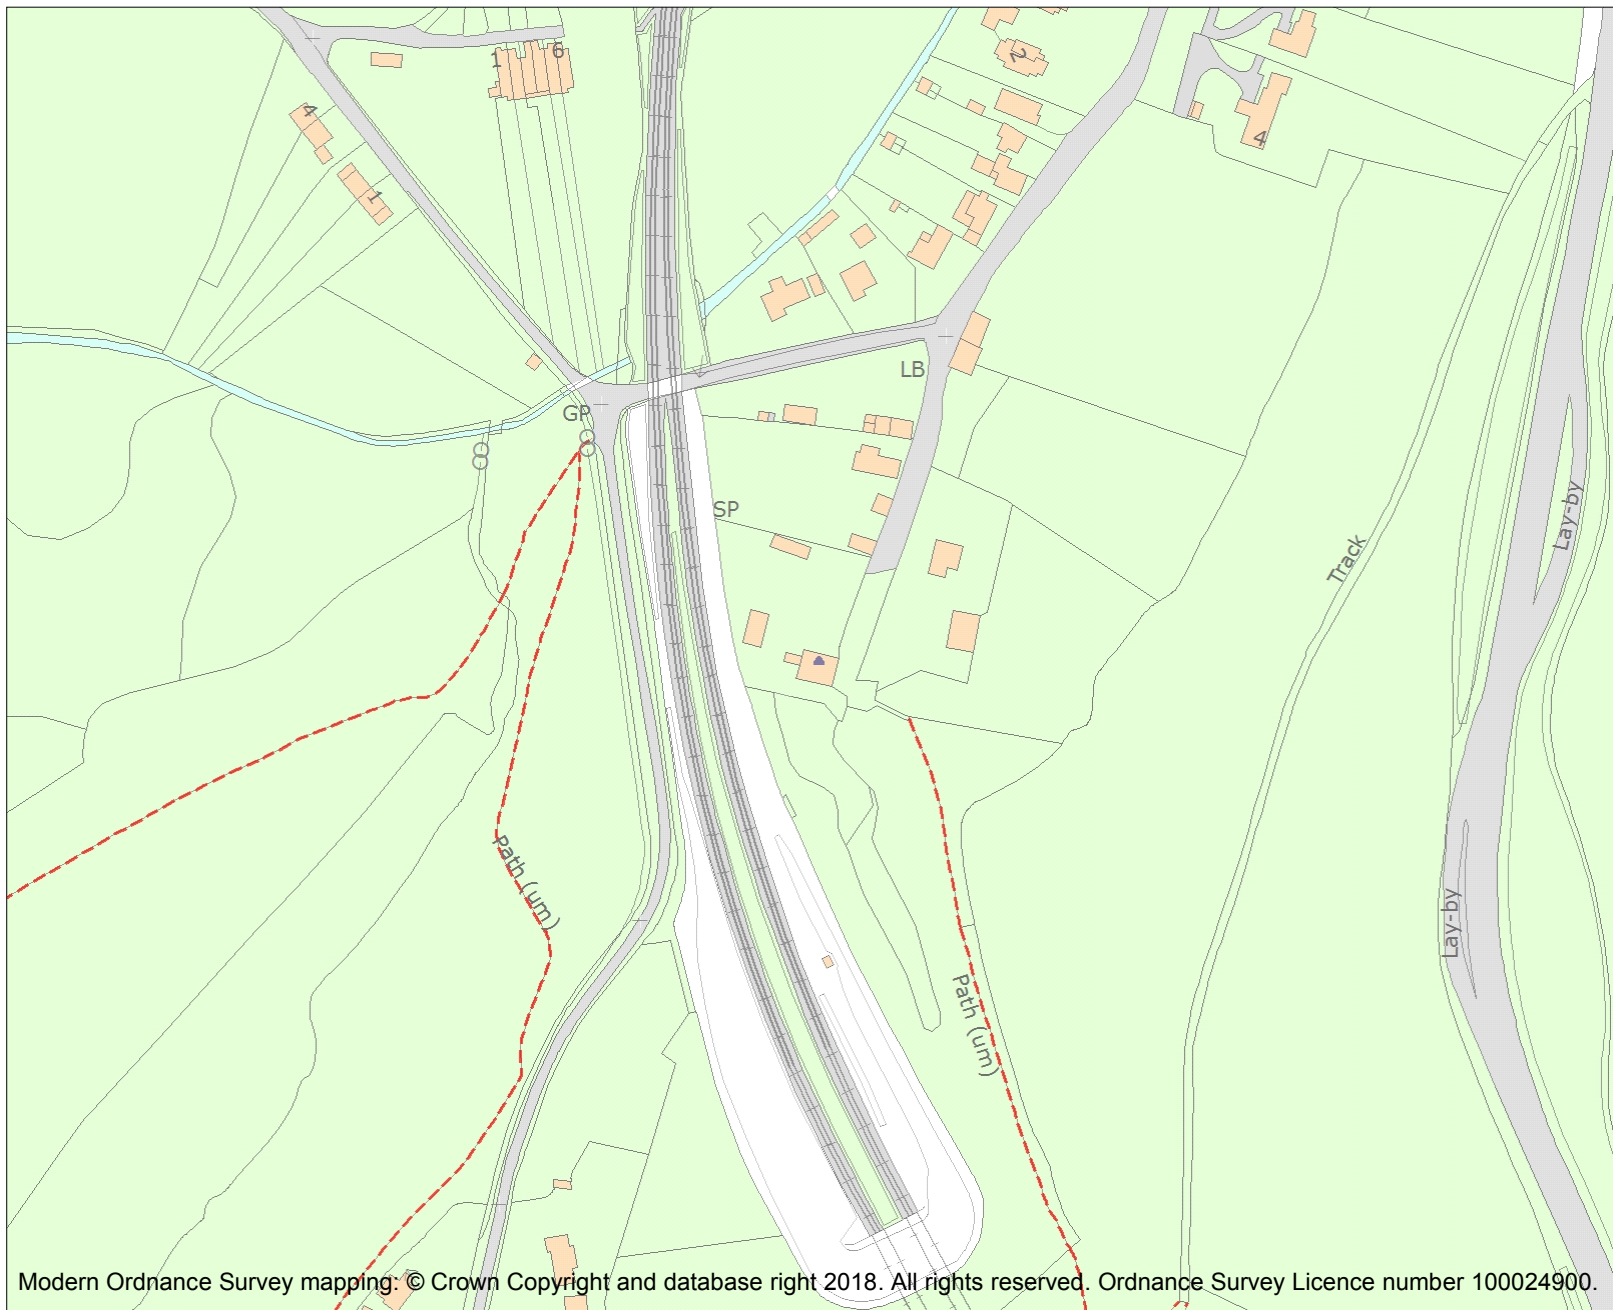 1
6
2
4
4
1
LB
GP
SP
Lay-by
Track
Path (um)
Lay-by
Path (um)
Modern Ordnance Survey mapping: © Crown Copyright and database right 2018. All rights reserved. Ordnance Survey Licence number 100024900.